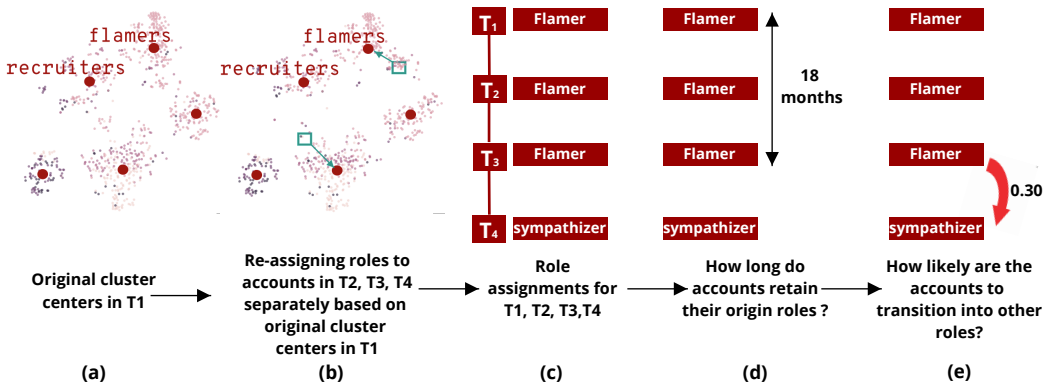 flamers
recruiters
flamers
recruiters
T1 Flamer Flamer Flamer
T2 Flamer Flamer Flamer
18
months
T3 Flamer Flamer Flamer
0.30
T4 sympathizer sympathizer sympathizer
Original cluster
centers in T1
Re-assigning roles to
accounts in T2, T3, T4
separately based on
original cluster
centers in T1
Role
assignments for
T1, T2, T3,T4
How long do
accounts retain
their origin roles ?
How likely are the
accounts to
transition into other
roles?
(a) (b) (c) (d) (e)